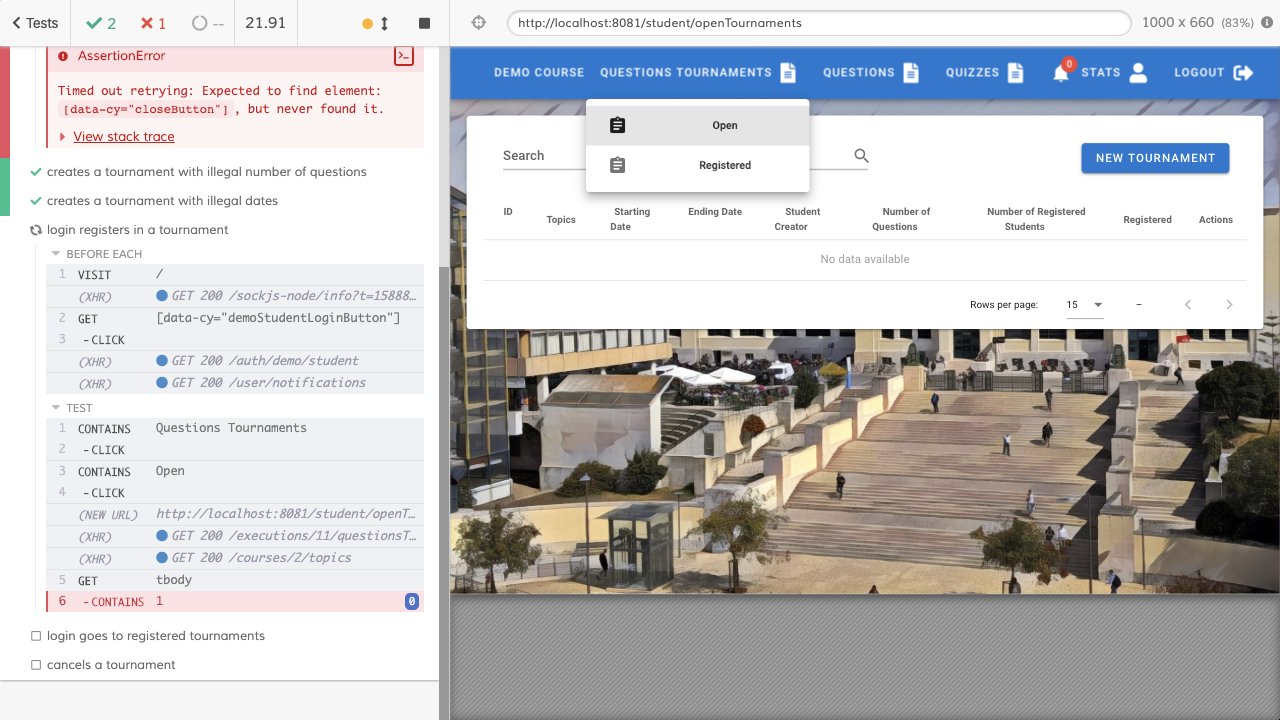 Tests
2
1
--
21.91
http://localhost:8081/student/openTournaments
1000 x 660 (83%)
AssertionError
Timed out retrying: Expected to find element:
[data-cy="closeButton"], but never found it.
View stack trace
creates a tournament with illegal number of questions
creates a tournament with illegal dates
login registers in a tournament
BEFORE EACH
1 VISIT /
(XHR) GET 200 /sockjs-node/info?t=15888…
2 GET [data-cy="demoStudentLoginButton"]
3 -CLICK
(XHR) GET 200 /auth/demo/student
(XHR) GET 200 /user/notifications
TEST
1 CONTAINS Questions Tournaments
2 -CLICK
3 CONTAINS Open
4 -CLICK
(NEW URL) http://localhost:8081/student/openT…
(XHR) GET 200 /executions/11/questionsT…
(XHR) GET 200 /courses/2/topics
5 GET tbody
6 -CONTAINS 1 0
login goes to registered tournaments
cancels a tournament
DEMO COURSE QUESTIONS TOURNAMENTS QUESTIONS QUIZZES 0 STATS LOGOUT
Open
Registered
Search
NEW TOURNAMENT
ID Topics Starting Date Ending Date Student Creator Number of Questions Number of Registered Students Registered Actions
No data available
Rows per page: 15 –